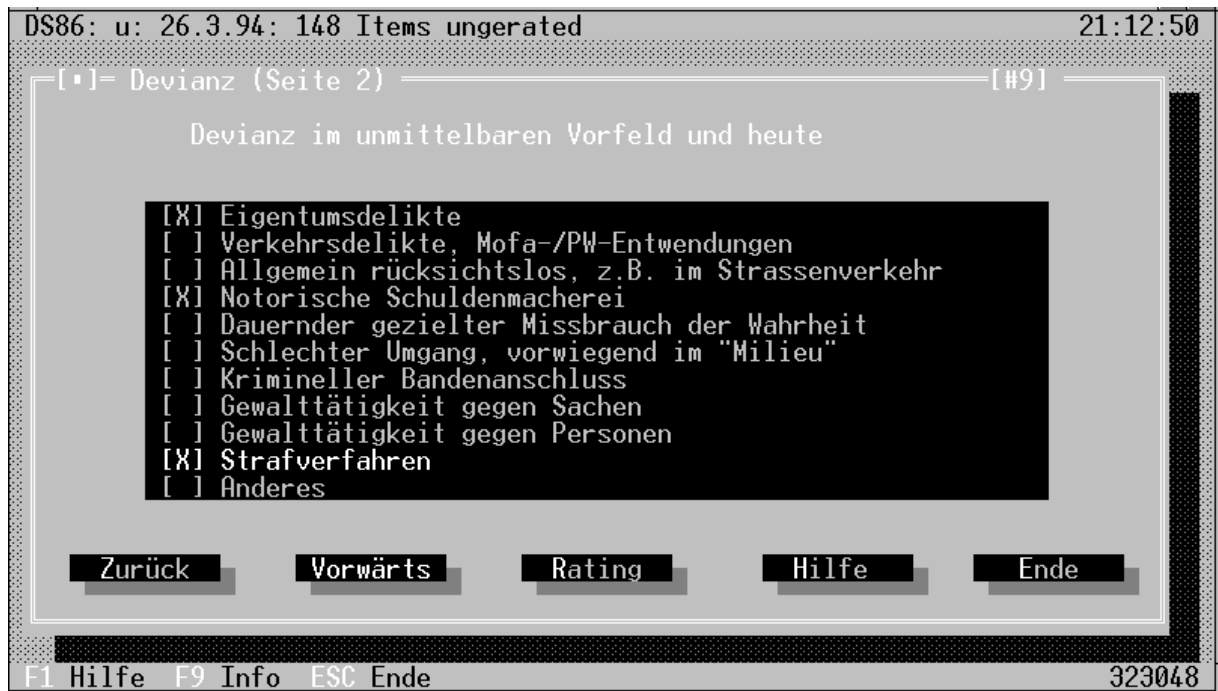 DS86: u: 26.3.94: 148 Items ungerated 21:12:50
[▪] Devianz (Seite 2) [#9]
Devianz im unmittelbaren Vorfeld und heute
[X] Eigentumsdelikte
[ ] Verkehrsdelikte, Mofa-/PW-Entwendungen
[ ] Allgemein rücksichtslos, z.B. im Strassenverkehr
[X] Notorische Schuldenmacherei
[ ] Dauernder gezielter Missbrauch der Wahrheit
[ ] Schlechter Umgang, vorwiegend im "Milieu"
[ ] Krimineller Bandenanschluss
[ ] Gewalttätigkeit gegen Sachen
[ ] Gewalttätigkeit gegen Personen
[X] Strafverfahren
[ ] Anderes
Zurück Vorwärts Rating Hilfe Ende
F1 Hilfe F9 Info ESC Ende 323048